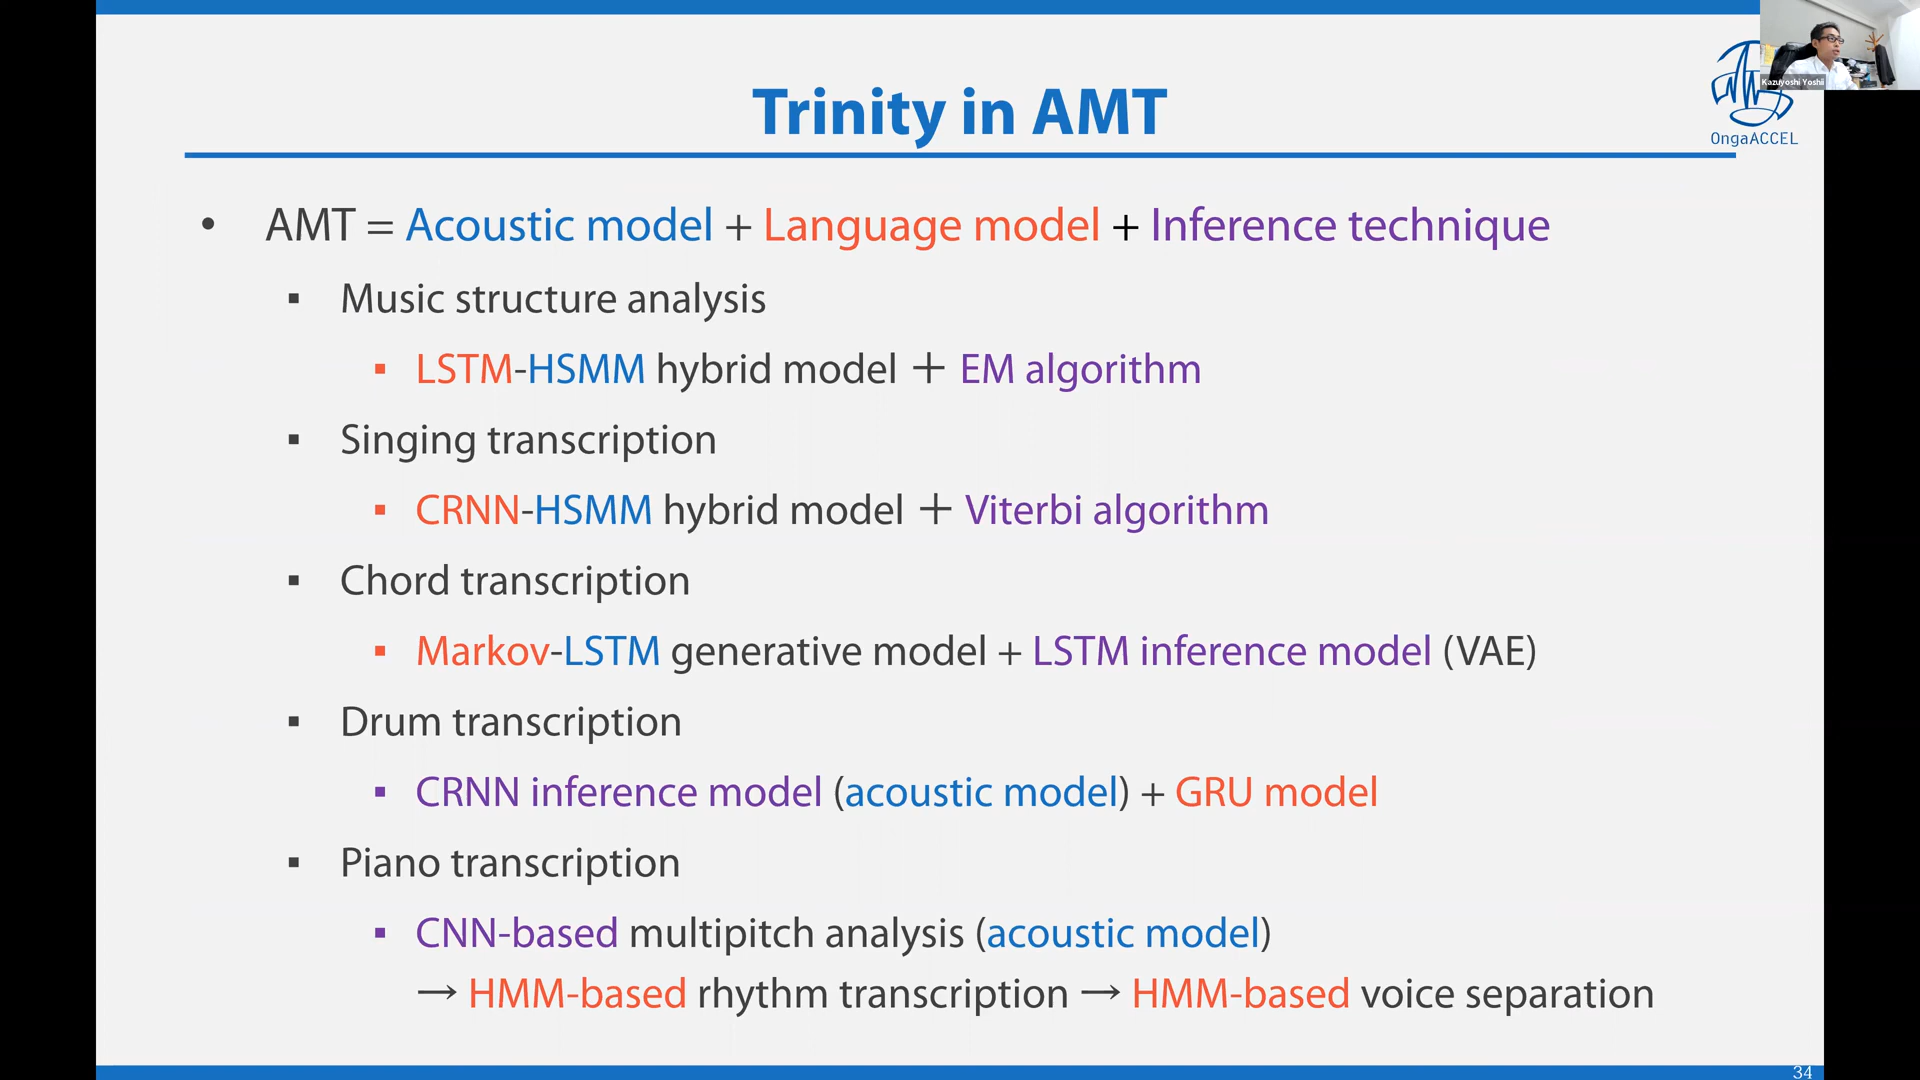 Trinity in AMT
Kazuyoshi Yoshii
OngaACCEL
• AMT = Acoustic model + Language model + Inference technique
▪ Music structure analysis
▪ LSTM-HSMM hybrid model + EM algorithm
▪ Singing transcription
▪ CRNN-HSMM hybrid model + Viterbi algorithm
▪ Chord transcription
▪ Markov-LSTM generative model + LSTM inference model (VAE)
▪ Drum transcription
▪ CRNN inference model (acoustic model) + GRU model
▪ Piano transcription
▪ CNN-based multipitch analysis (acoustic model)
→ HMM-based rhythm transcription → HMM-based voice separation
34